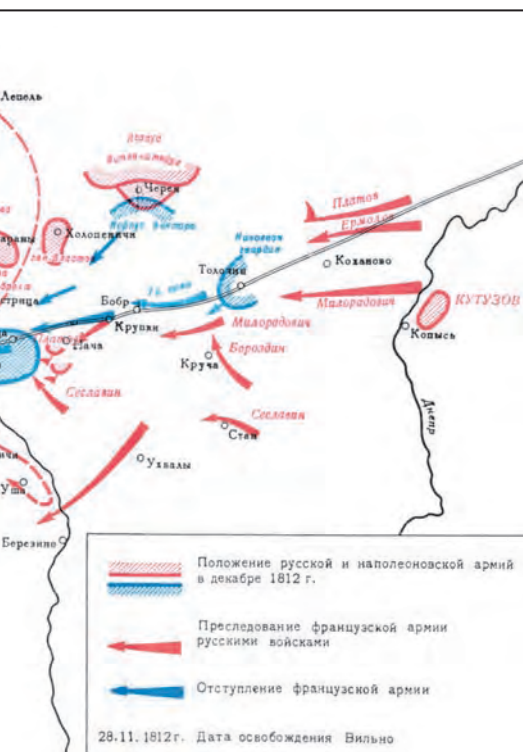 Лепель
Череи
Холопеничи
Платов
Ермолов
Коханово
Толочин
Бобр
Крупки
Милорадович
КУТУЗОВ
Копысь
Милорадович
Бороздин
Круча
Сеславин
Сеславин
Стаи
Ухвалы
Днепр
Уша
Березино
Положение русской и наполеоновской армий
в декабре 1812 г.
Преследование французской армии
русскими войсками
Отступление французской армии
28.11.1812г. Дата освобождения Вильно